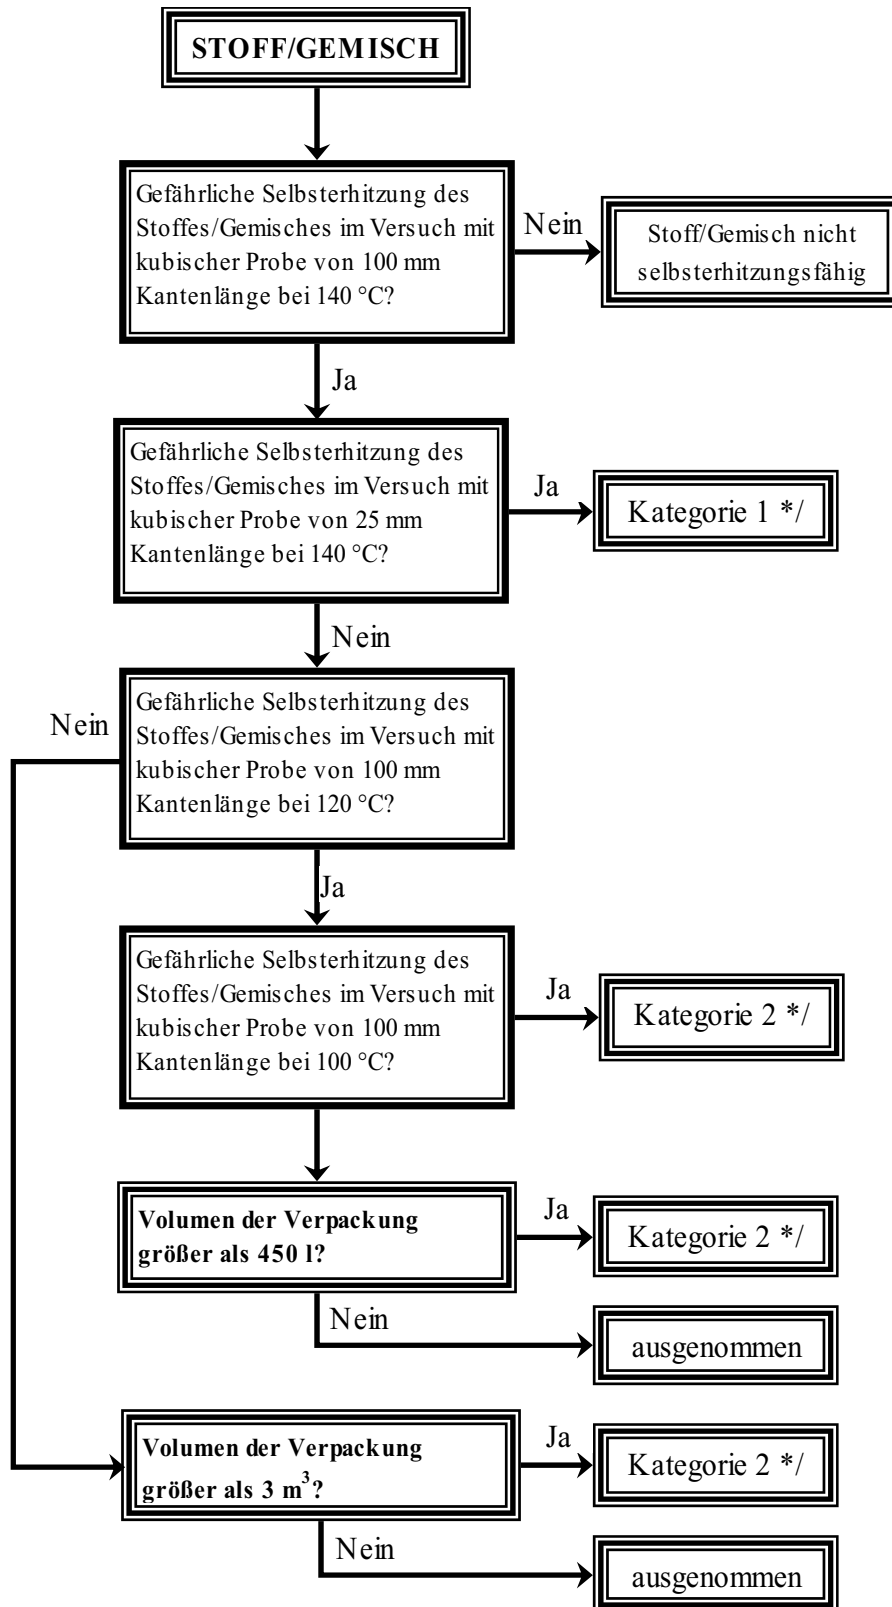 STOFF/GEMISCH
Gefährliche Selbsterhitzung des
Stoffes/Gemisches im Versuch mit
kubischer Probe von 100 mm
Kantenlänge bei 140 °C?
Nein
Stoff/Gemisch nicht
selbsterhitzungsfähig
Ja
Gefährliche Selbsterhitzung des
Stoffes/Gemisches im Versuch mit
kubischer Probe von 25 mm
Kantenlänge bei 140 °C?
Ja
Kategorie 1 */
Nein
Gefährliche Selbsterhitzung des
Stoffes/Gemisches im Versuch mit
kubischer Probe von 100 mm
Kantenlänge bei 120 °C?
Nein
Ja
Gefährliche Selbsterhitzung des
Stoffes/Gemisches im Versuch mit
kubischer Probe von 100 mm
Kantenlänge bei 100 °C?
Ja
Kategorie 2 */
Volumen der Verpackung
größer als 450 l?
Ja
Kategorie 2 */
Nein
ausgenommen
Volumen der Verpackung
größer als 3 m³?
Ja
Kategorie 2 */
Nein
ausgenommen